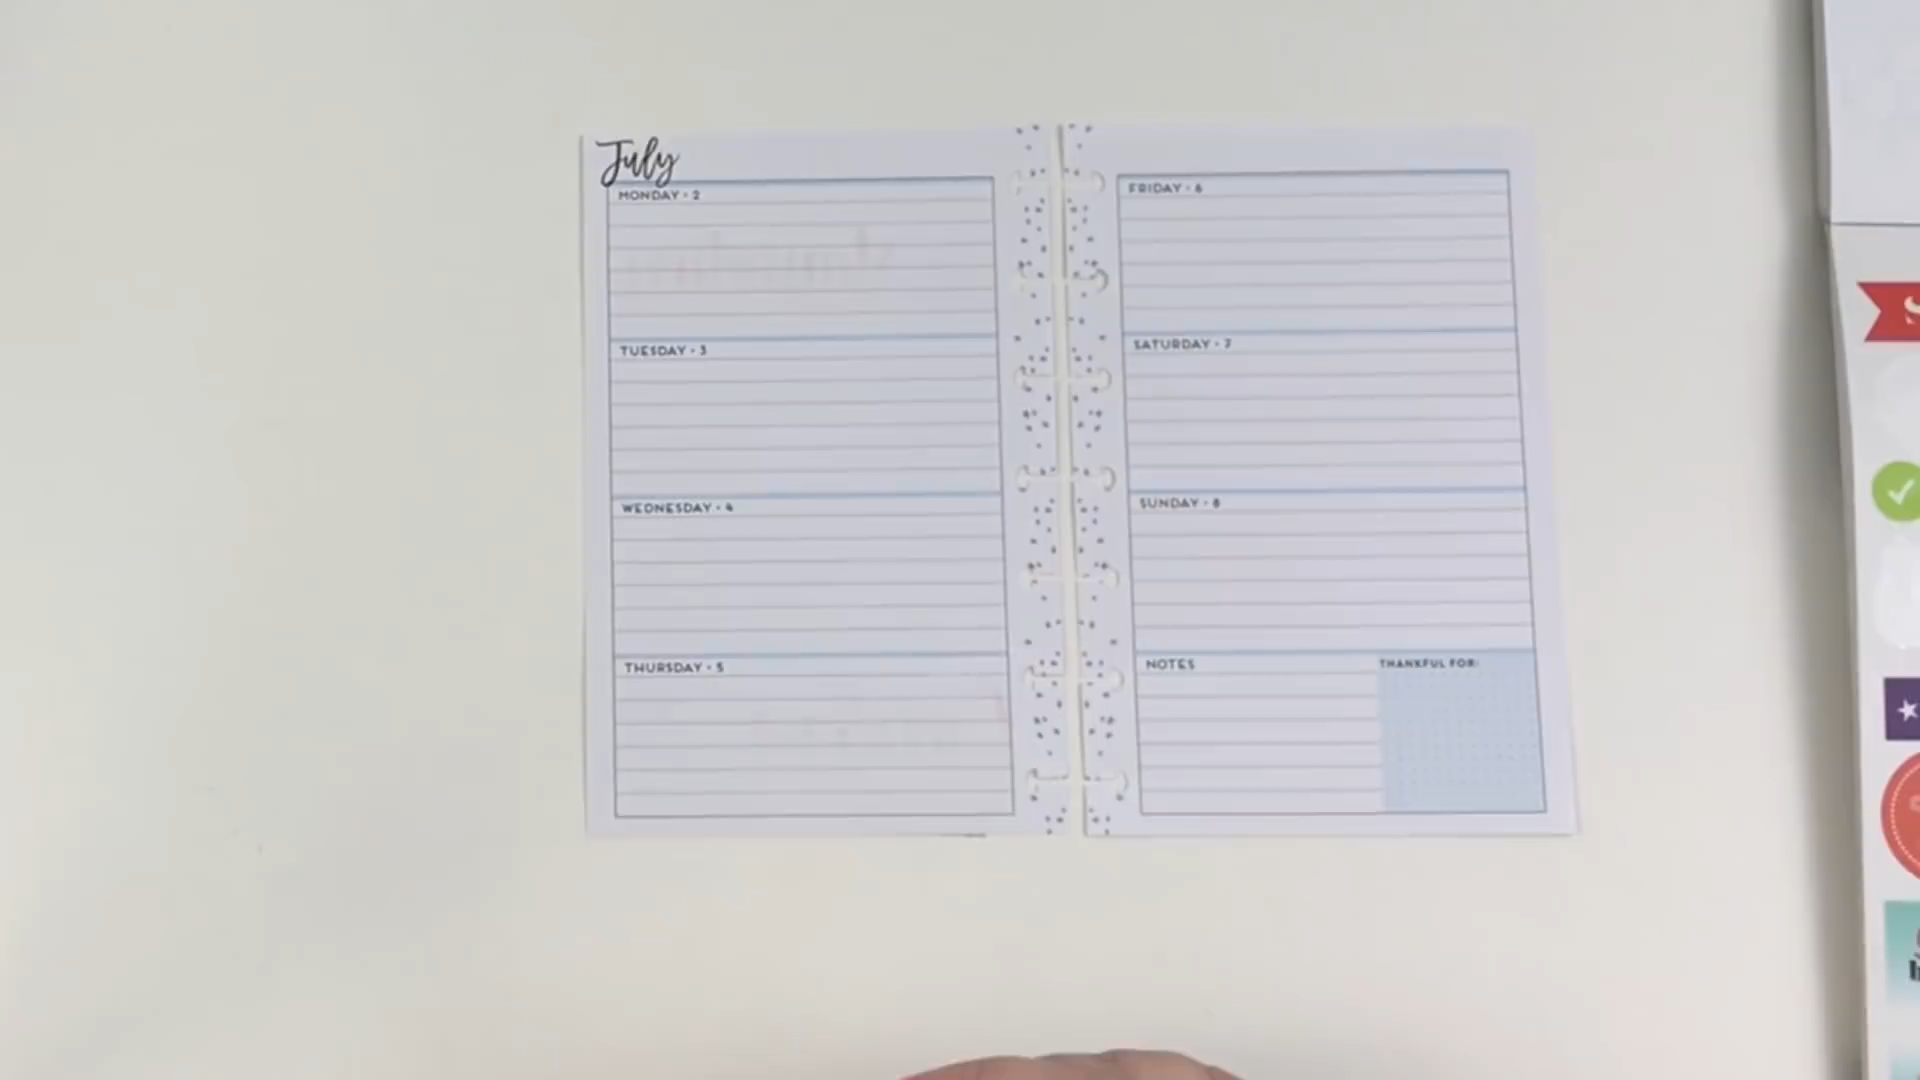 July
MONDAY • 2
TUESDAY • 3
WEDNESDAY • 4
THURSDAY • 5
FRIDAY • 6
SATURDAY • 7
SUNDAY • 8
NOTES
THANKFUL FOR: